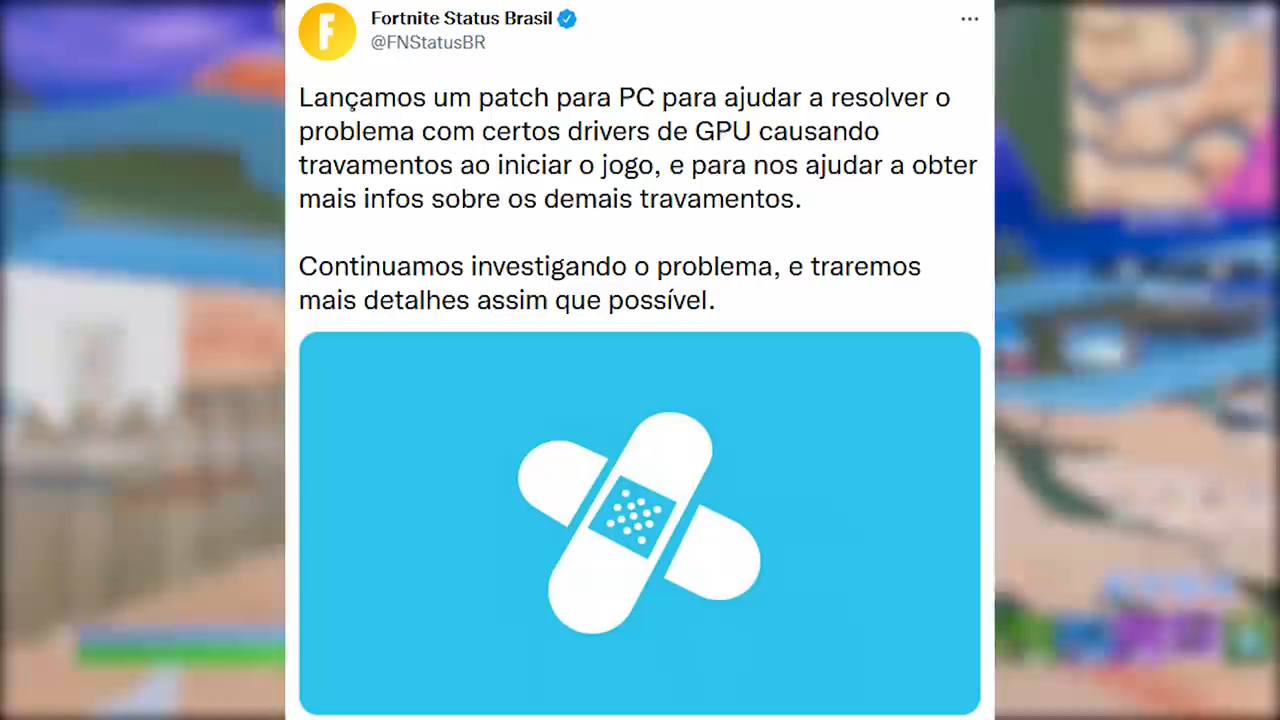 Fortnite Status Brasil
@FNStatusBR
Lançamos um patch para PC para ajudar a resolver o
problema com certos drivers de GPU causando
travamentos ao iniciar o jogo, e para nos ajudar a obter
mais infos sobre os demais travamentos.
Continuamos investigando o problema, e traremos
mais detalhes assim que possível.